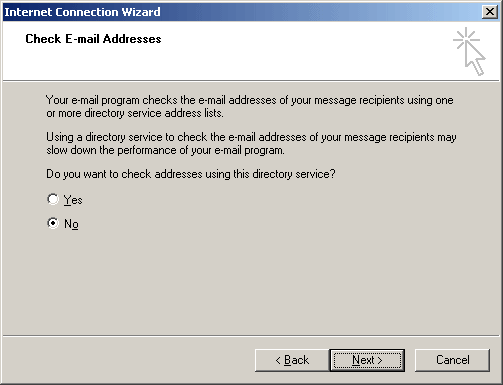 Internet Connection Wizard
Check E-mail Addresses
Your e-mail program checks the e-mail addresses of your message recipients using one
or more directory service address lists.
Using a directory service to check the e-mail addresses of your message recipients may
slow down the performance of your e-mail program.
Do you want to check addresses using this directory service?
Yes
No
< Back
Next >
Cancel